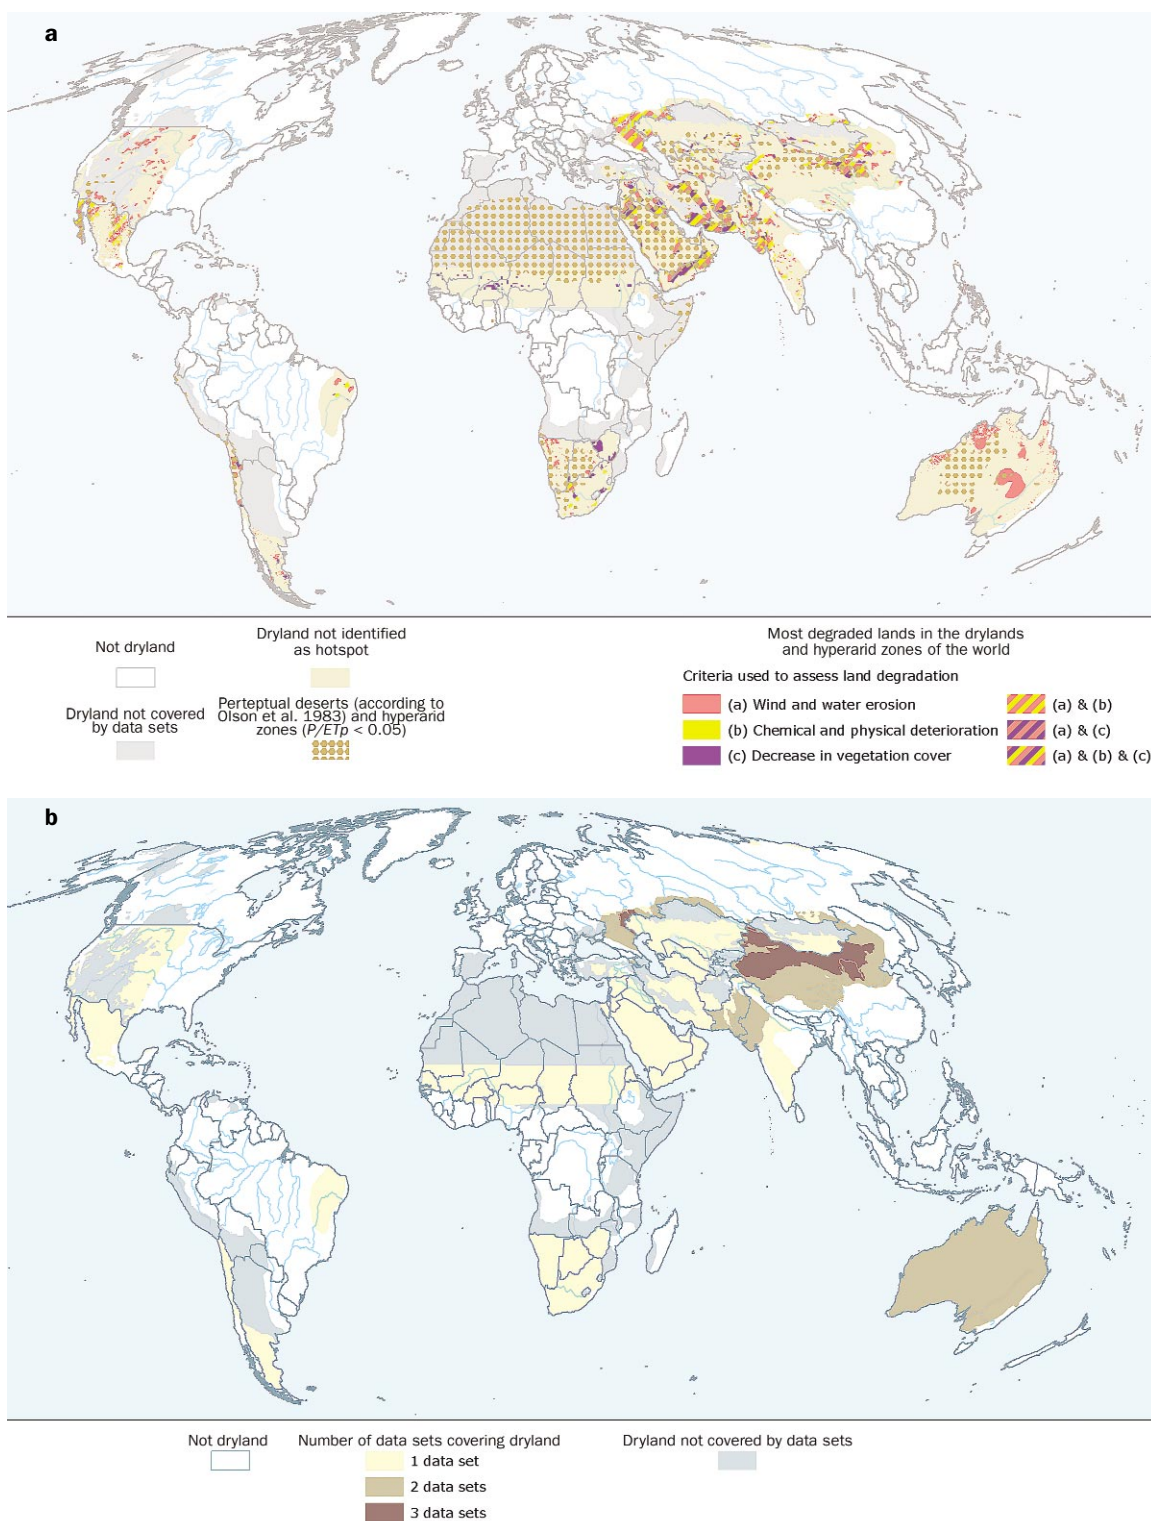 a
Not dryland
Dryland not identified
as hotspot
Dryland not covered
by data sets
Perteptual deserts (according to
Olson et al. 1983) and hyperarid
zones (P/ETp < 0.05)
Most degraded lands in the drylands
and hyperarid zones of the world
Criteria used to assess land degradation
(a) Wind and water erosion
(b) Chemical and physical deterioration
(c) Decrease in vegetation cover
(a) & (b)
(a) & (c)
(a) & (b) & (c)
b
Not dryland
Number of data sets covering dryland
1 data set
2 data sets
3 data sets
Dryland not covered by data sets